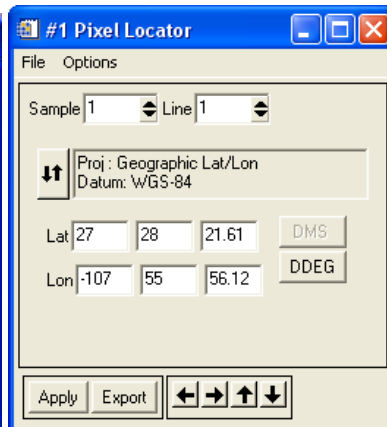 #1 Pixel Locator
File Options
Sample 1 Line 1
Proj : Geographic Lat/Lon
Datum: WGS-84
Lat 27 28 21.61 DMS
Lon -107 55 56.12 DDEG
Apply Export